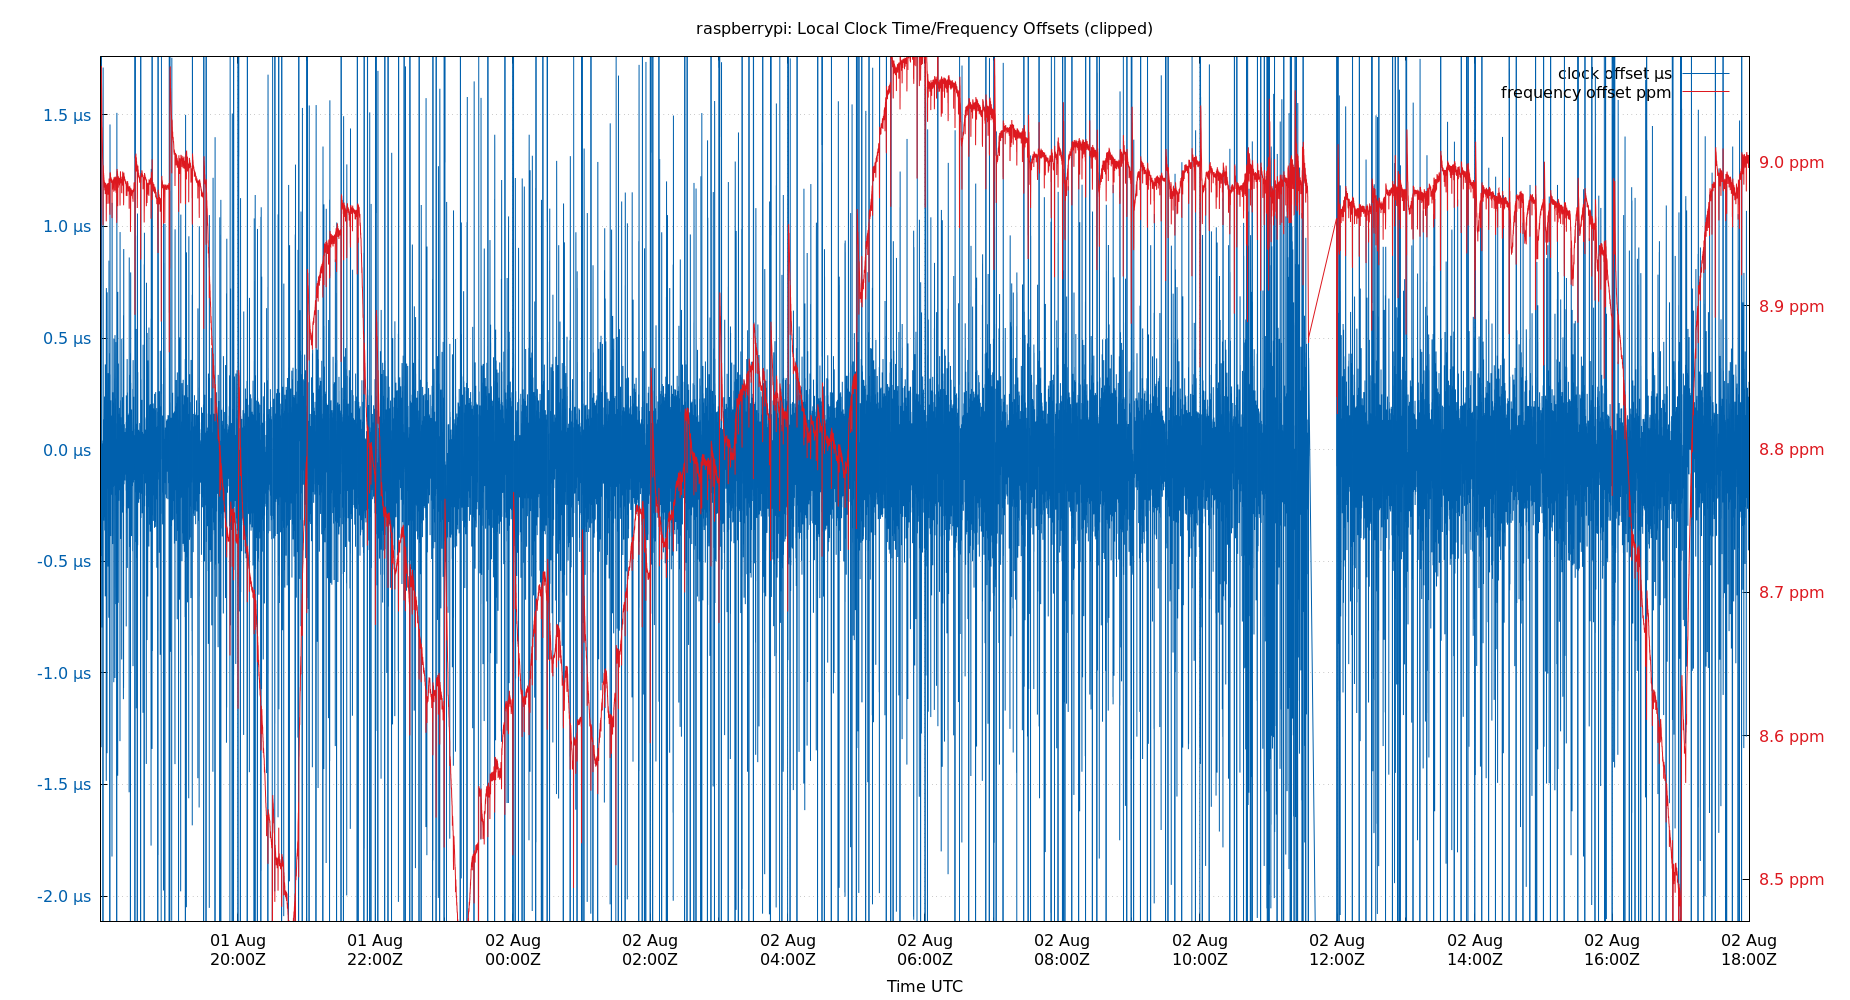 raspberrypi: Local Clock Time/Frequency Offsets (clipped)
clock offset µs
frequency offset ppm
1.5 µs
1.0 µs
0.5 µs
0.0 µs
-0.5 µs
-1.0 µs
-1.5 µs
-2.0 µs
9.0 ppm
8.9 ppm
8.8 ppm
8.7 ppm
8.6 ppm
8.5 ppm
01 Aug 01 Aug 02 Aug 02 Aug 02 Aug 02 Aug 02 Aug 02 Aug 02 Aug 02 Aug 02 Aug 02 Aug
20:00Z 22:00Z 00:00Z 02:00Z 04:00Z 06:00Z 08:00Z 10:00Z 12:00Z 14:00Z 16:00Z 18:00Z
Time UTC